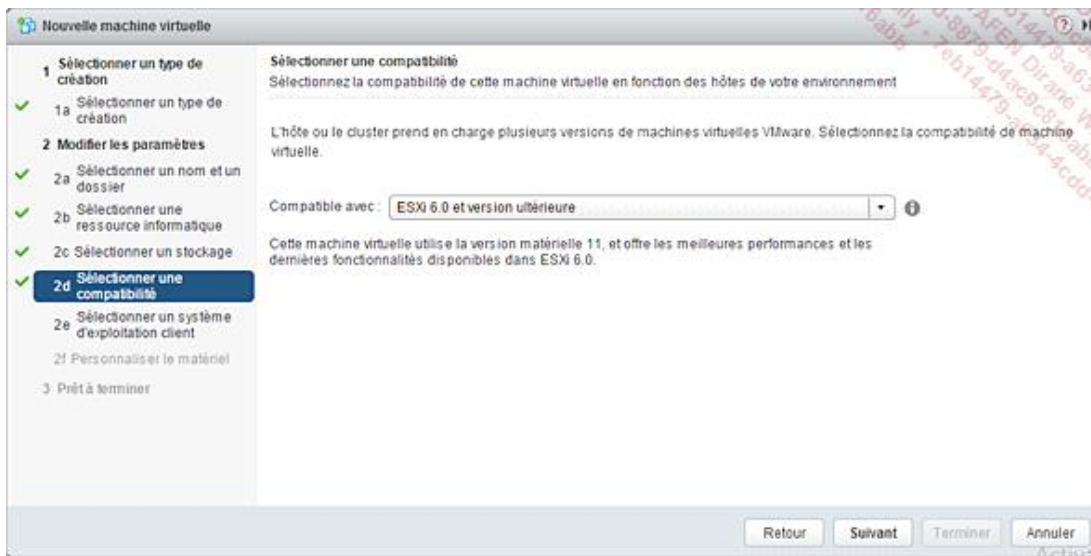 Nouvelle machine virtuelle
1 Sélectionner un type de
création
1a Sélectionner un type de
création
2 Modifier les paramètres
2a Sélectionner un nom et un
dossier
2b Sélectionner une
ressource informatique
2c Sélectionner un stockage
2d Sélectionner une
compatibilité
2e Sélectionner un système
d'exploitation client
2f Personnaliser le matériel
3 Prêt à terminer
Sélectionner une compatibilité
Sélectionnez la compatibilité de cette machine virtuelle en fonction des hôtes de votre environnement
L'hôte ou le cluster prend en charge plusieurs versions de machines virtuelles VMware. Sélectionnez la compatibilité de machine
virtuelle.
Compatible avec : ESXi 6.0 et version ultérieure
Cette machine virtuelle utilise la version matérielle 11, et offre les meilleures performances et les
dernières fonctionnalités disponibles dans ESXi 6.0.
Retour Suivant Terminer Annuler